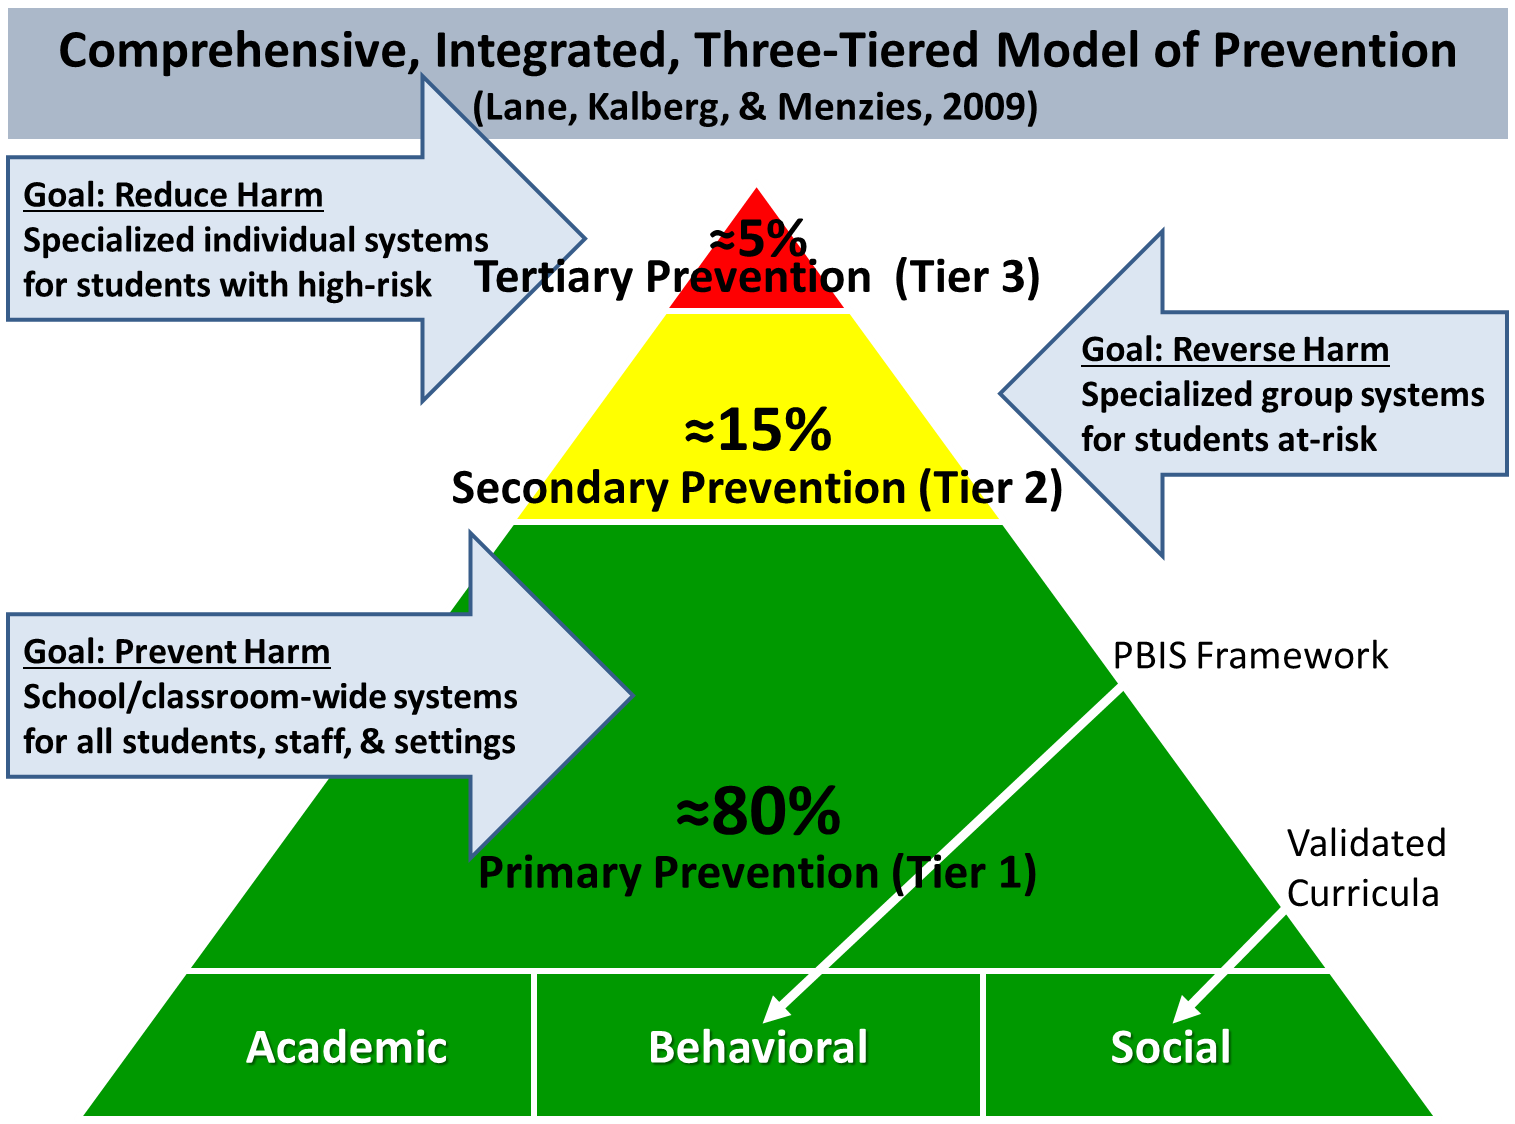 Comprehensive, Integrated, Three-Tiered Model of Prevention
(Lane, Kalberg, & Menzies, 2009)
Goal: Reduce Harm
Specialized individual systems
for students with high-risk
≈5%
Tertiary Prevention (Tier 3)
Goal: Reverse Harm
Specialized group systems
for students at-risk
≈15%
Secondary Prevention (Tier 2)
Goal: Prevent Harm
School/classroom-wide systems
for all students, staff, & settings
PBIS Framework
≈80%
Primary Prevention (Tier 1)
Validated
Curricula
Academic
Behavioral
Social